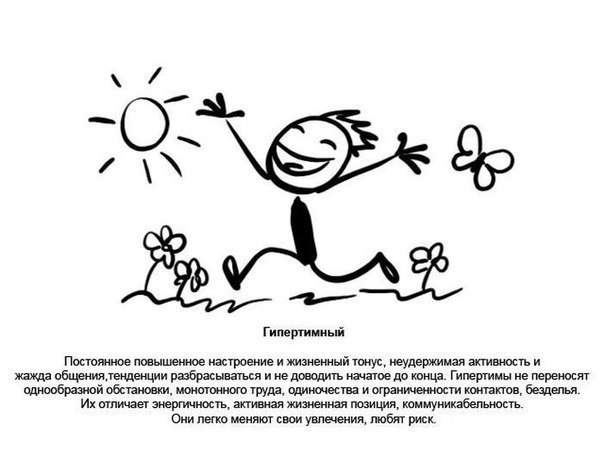 Гипертимный
Постоянное повышенное настроение и жизненный тонус, неудержимая активность и
жажда общения,тенденции разбрасываться и не доводить начатое до конца. Гипертимы не переносят
однообразной обстановки, монотонного труда, одиночества и ограниченности контактов, безделья.
Их отличает энергичность, активная жизненная позиция, коммуникабельность.
Они легко меняют свои увлечения, любят риск.